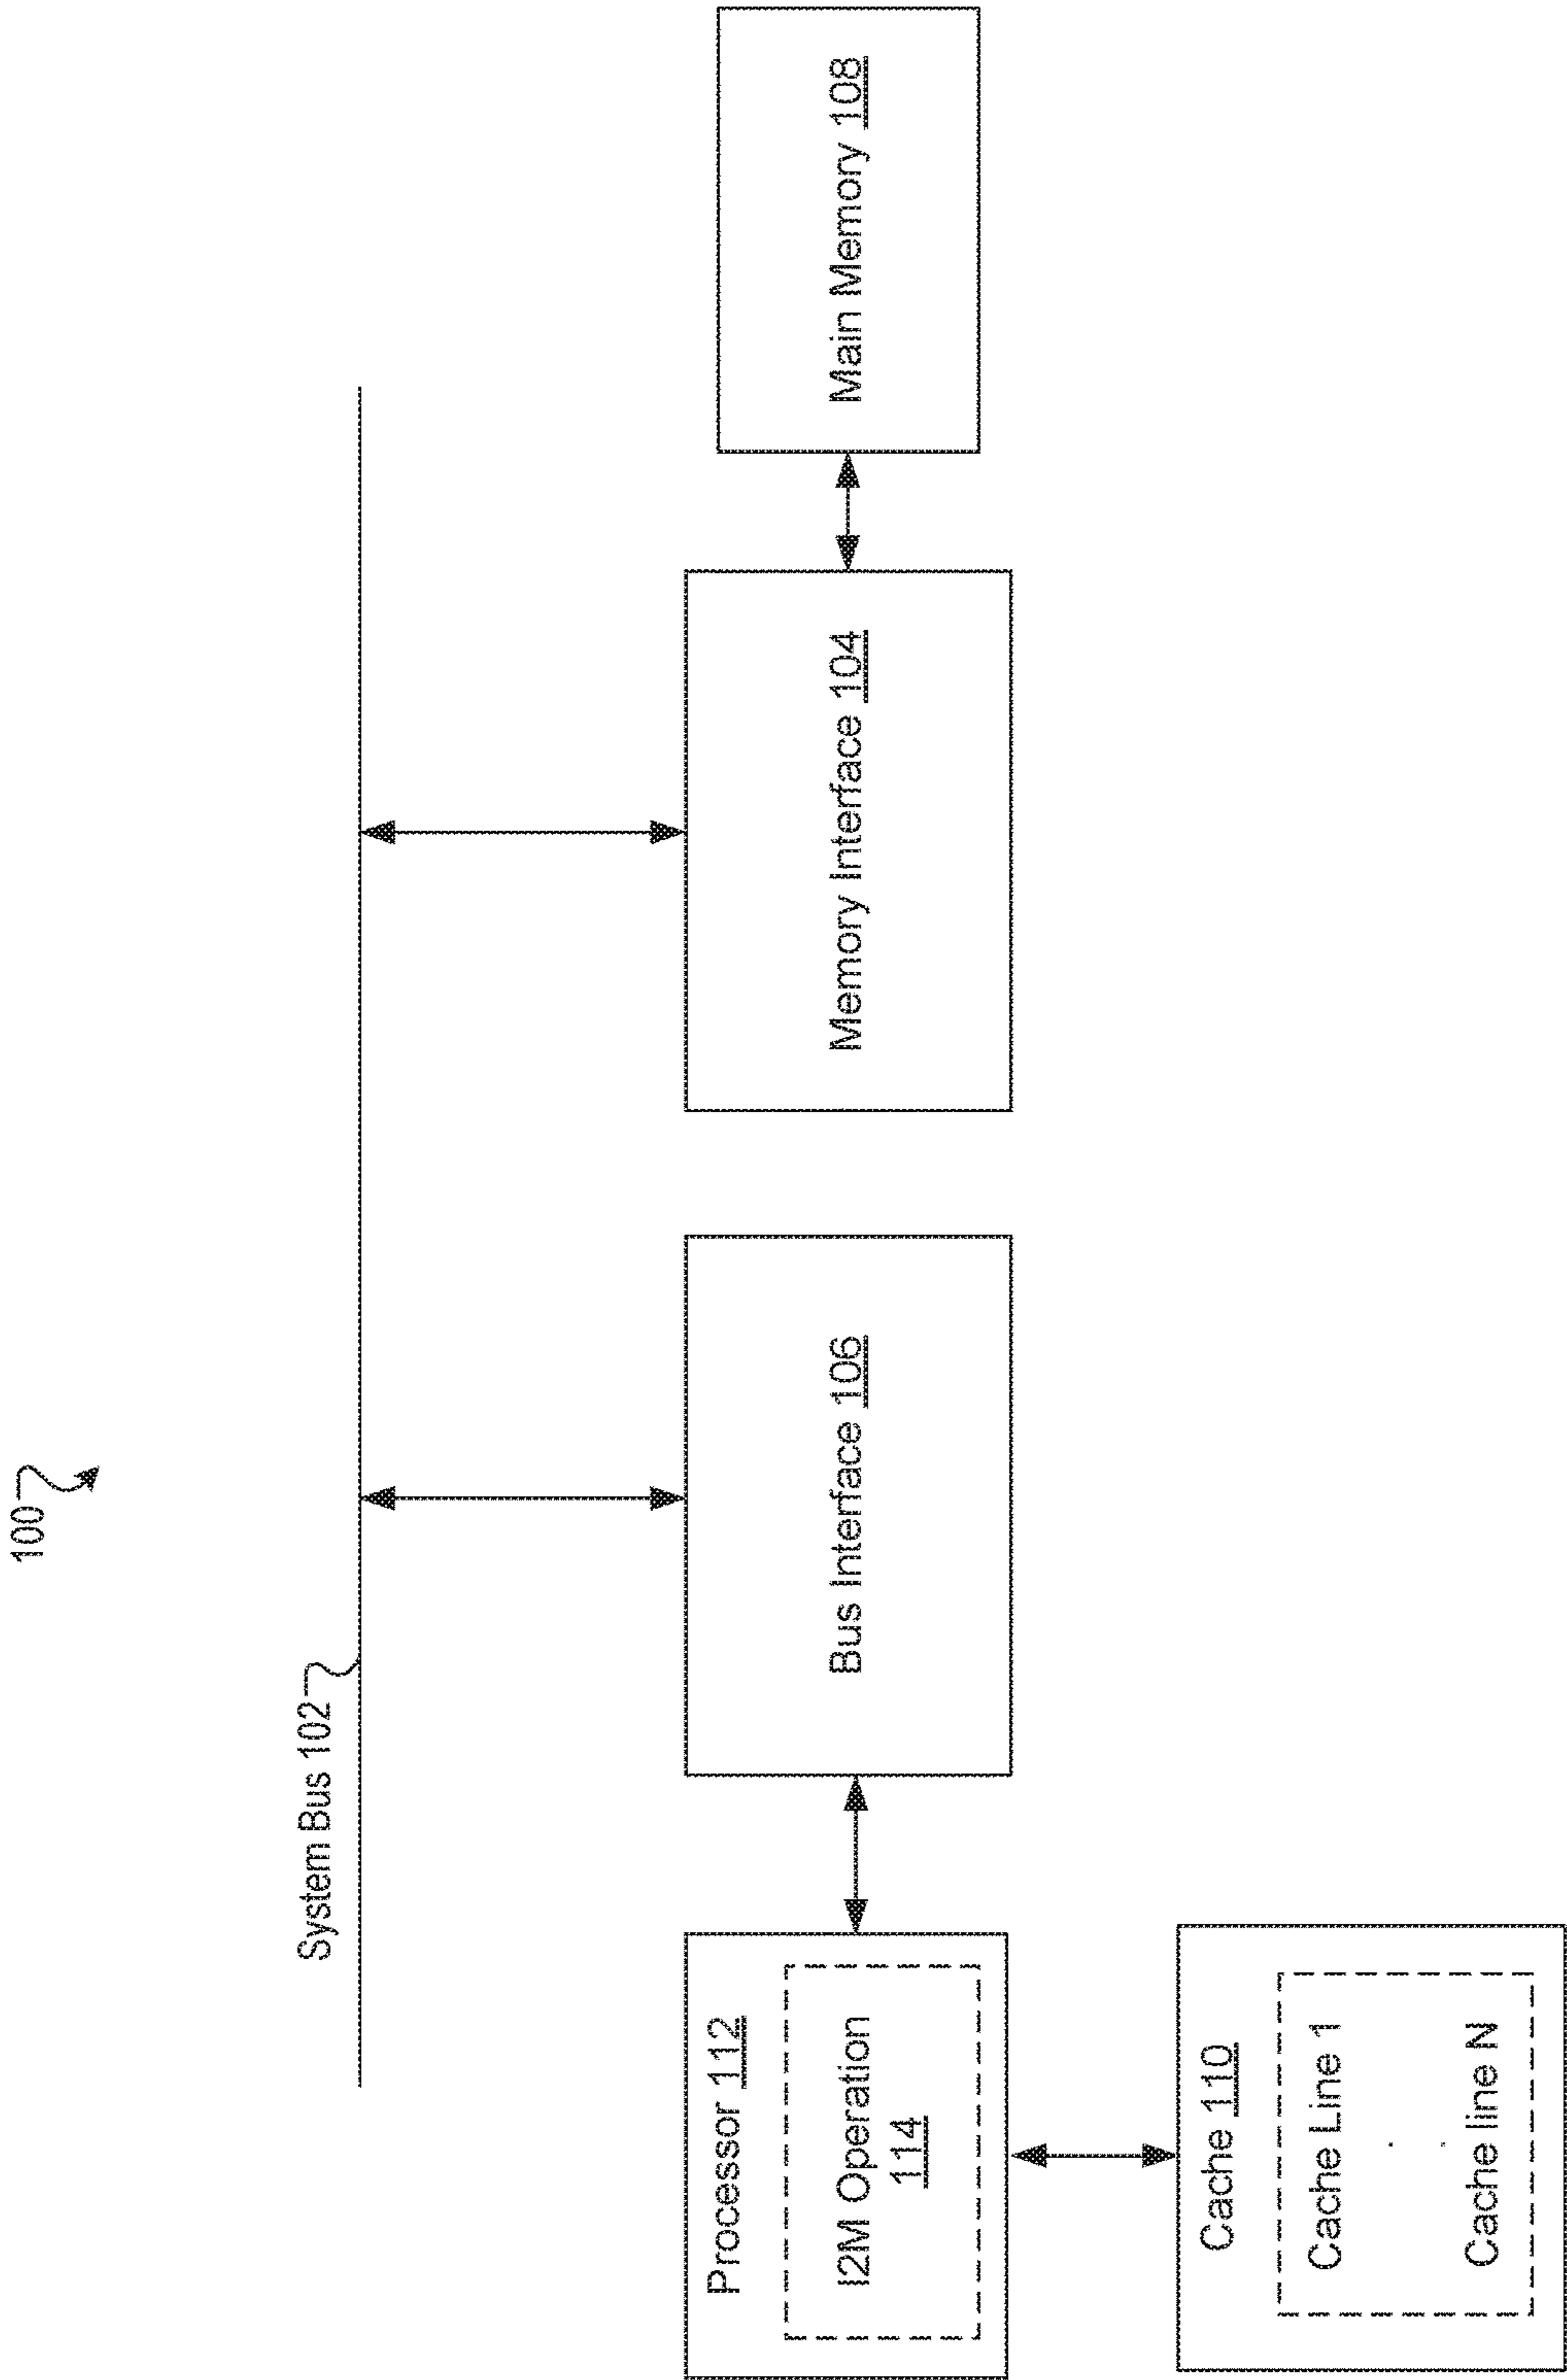 100
System Bus 102
Processor 112
I2M Operation
114
Bus Interface 106
Memory Interface 104
Main Memory 108
Cache 110
Cache Line 1
.
.
Cache line N